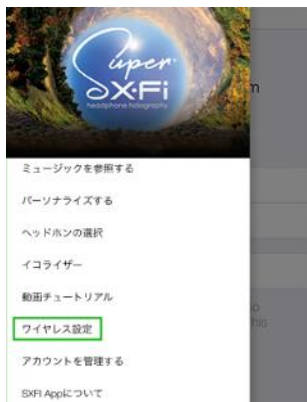 Super
X-Fi
headphone holography
m
ミュージックを参照する
パーソナライズする
ヘッドホンの選択
イコライザー
動画チュートリアル
ワイヤレス設定
アカウントを管理する
SXFI Appについて